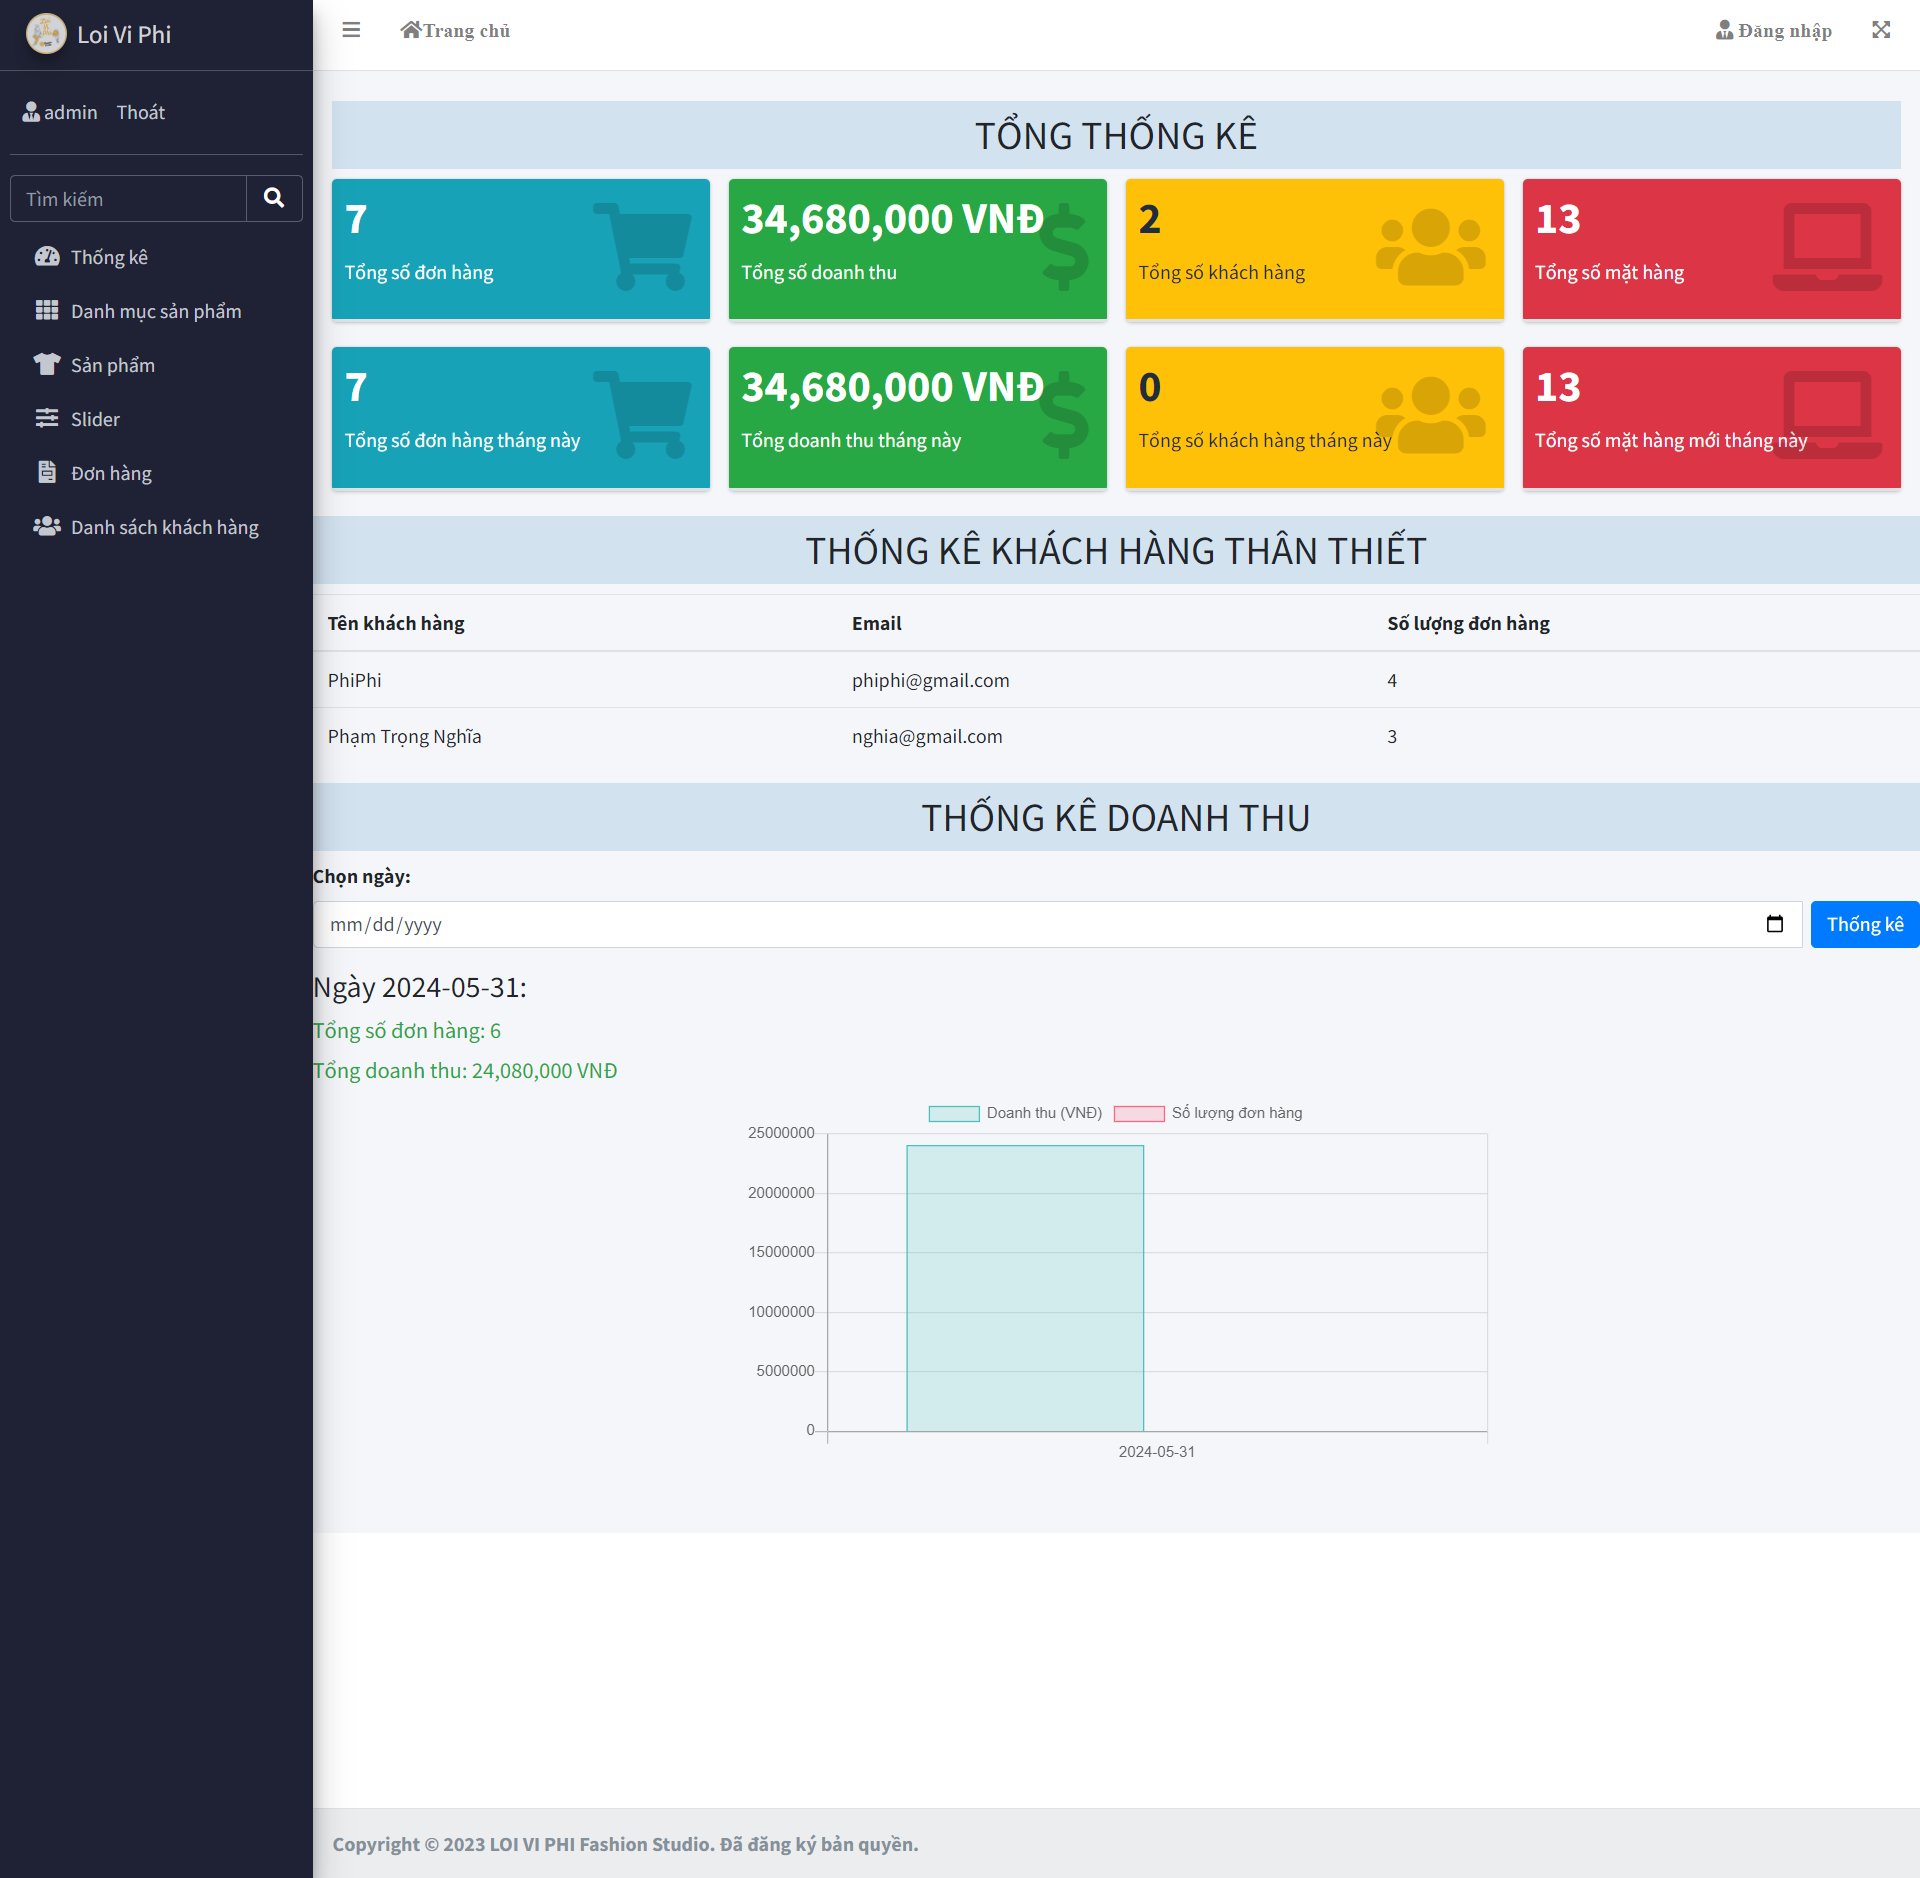 Loi Vi Phi
Trang chủ
Đăng nhập
admin Thoát
Tìm kiếm
Thống kê
Danh mục sản phẩm
Sản phẩm
Slider
Đơn hàng
Danh sách khách hàng
TỔNG THỐNG KÊ
7
Tổng số đơn hàng
34,680,000 VNĐ
Tổng số doanh thu
2
Tổng số khách hàng
13
Tổng số mặt hàng
7
Tổng số đơn hàng tháng này
34,680,000 VNĐ
Tổng doanh thu tháng này
0
Tổng số khách hàng tháng này
13
Tổng số mặt hàng mới tháng này
THỐNG KÊ KHÁCH HÀNG THÂN THIẾT
Tên khách hàng Email Số lượng đơn hàng
PhiPhi phiphi@gmail.com 4
Phạm Trọng Nghĩa nghia@gmail.com 3
THỐNG KÊ DOANH THU
Chọn ngày:
mm/dd/yyyy
Thống kê
Ngày 2024-05-31:
Tổng số đơn hàng: 6
Tổng doanh thu: 24,080,000 VNĐ
Doanh thu (VNĐ) Số lượng đơn hàng
25000000
20000000
15000000
10000000
5000000
0
2024-05-31
Copyright © 2023 LOI VI PHI Fashion Studio. Đã đăng ký bản quyền.